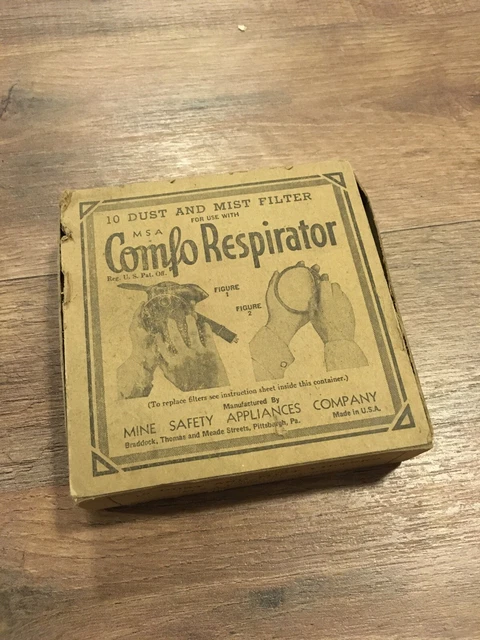 10 DUST AND MIST FILTER
FOR USE WITH
MSA
Comfo Respirator
Reg. U. S. Pat. Off.
FIGURE
1
FIGURE
2
(To replace filters see instruction sheet inside this container.)
Manufactured By
MINE SAFETY APPLIANCES COMPANY
Braddock, Thomas and Meade Streets, Pittsburgh, Pa.
Made in U.S.A.